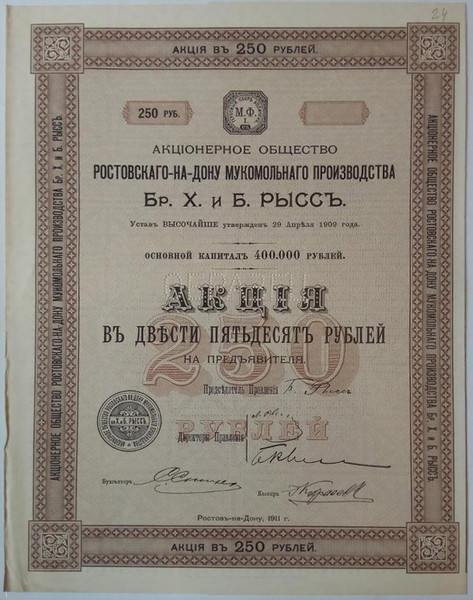 24
АКЦІЯ ВЪ 250 РУБЛЕЙ.
250 РУБ.
М.Ф.
I.
АКЦІОНЕРНОЕ ОБЩЕСТВО
РОСТОВСКАГО-НА-ДОНУ МУКОМОЛЬНАГО ПРОИЗВОДСТВА
БР. Х. и Б. РЫССЪ.
Уставъ ВЫСОЧАЙШЕ утвержденъ 29 Апрѣля 1909 года.
ОСНОВНОЙ КАПИТАЛЪ 400.000 РУБЛЕЙ.
АКЦІЯ
250
ВЪ ДВѢСТИ ПЯТЬДЕСЯТЪ РУБЛЕЙ
НА ПРЕДЪЯВИТЕЛЯ.
Предсѣдатель Правленія Б. Рыссъ
РУБЛЕЙ
Директоры Правленія
Бухгалтеръ
Кассиръ
Ростовъ-на-Дону, 1911 г.
АКЦІЯ ВЪ 250 РУБЛЕЙ.
АКЦІОНЕРНОЕ ОБЩЕСТВО РОСТОВСКАГО-НА-ДОНУ МУКОМОЛЬНАГО ПРОИЗВОДСТВА БР. Х. и Б. РЫССЪ.
АКЦІОНЕРНОЕ ОБЩЕСТВО РОСТОВСКАГО-НА-ДОНУ МУКОМОЛЬНАГО ПРОИЗВОДСТВА БР. Х. и Б. РЫССЪ.